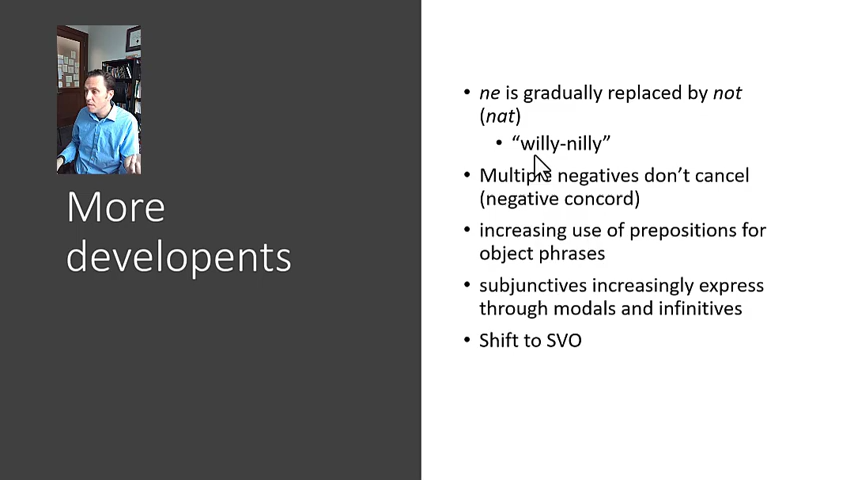 More
developents
• ne is gradually replaced by not
(nat)
• “willy-nilly”
• Multiple negatives don’t cancel
(negative concord)
• increasing use of prepositions for
object phrases
• subjunctives increasingly express
through modals and infinitives
• Shift to SVO